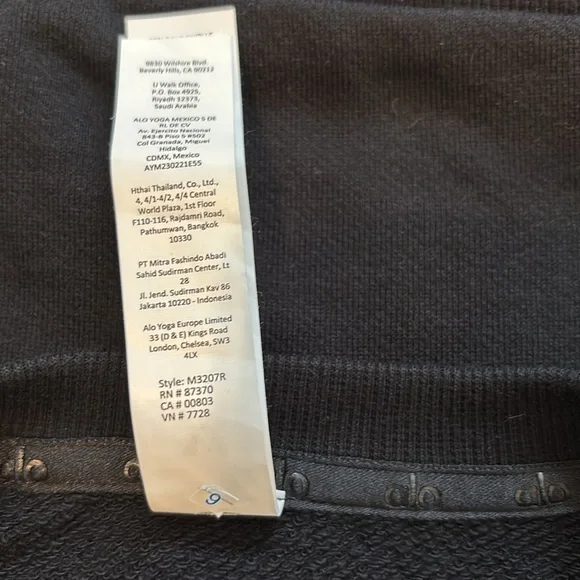 9830 Wilshire Blvd.
Beverly Hills, CA 90212
U Walk Office,
P.O. Box 4925,
Riyadh 12373,
Saudi Arabia
ALO YOGA MEXICO S DE
RL DE CV
Av. Ejercito Nacional
843-B Piso 5 #502
Col Granada, Miguel
Hidalgo
CDMX, Mexico
AYM230221E55
Hthai Thailand, Co., Ltd.,
4, 4/1-4/2, 4/4 Central
World Plaza, 1st Floor
F110-116, Rajdamri Road,
Pathumwan, Bangkok
10330
PT Mitra Fashindo Abadi
Sahid Sudirman Center, Lt
28
Jl. Jend. Sudirman Kav 86
Jakarta 10220 - Indonesia
Alo Yoga Europe Limited
33 (D & E) Kings Road
London, Chelsea, SW3
4LX
Style: M3207R
RN # 87370
CA # 00803
VN # 7728
9
alo alo alo alo alo